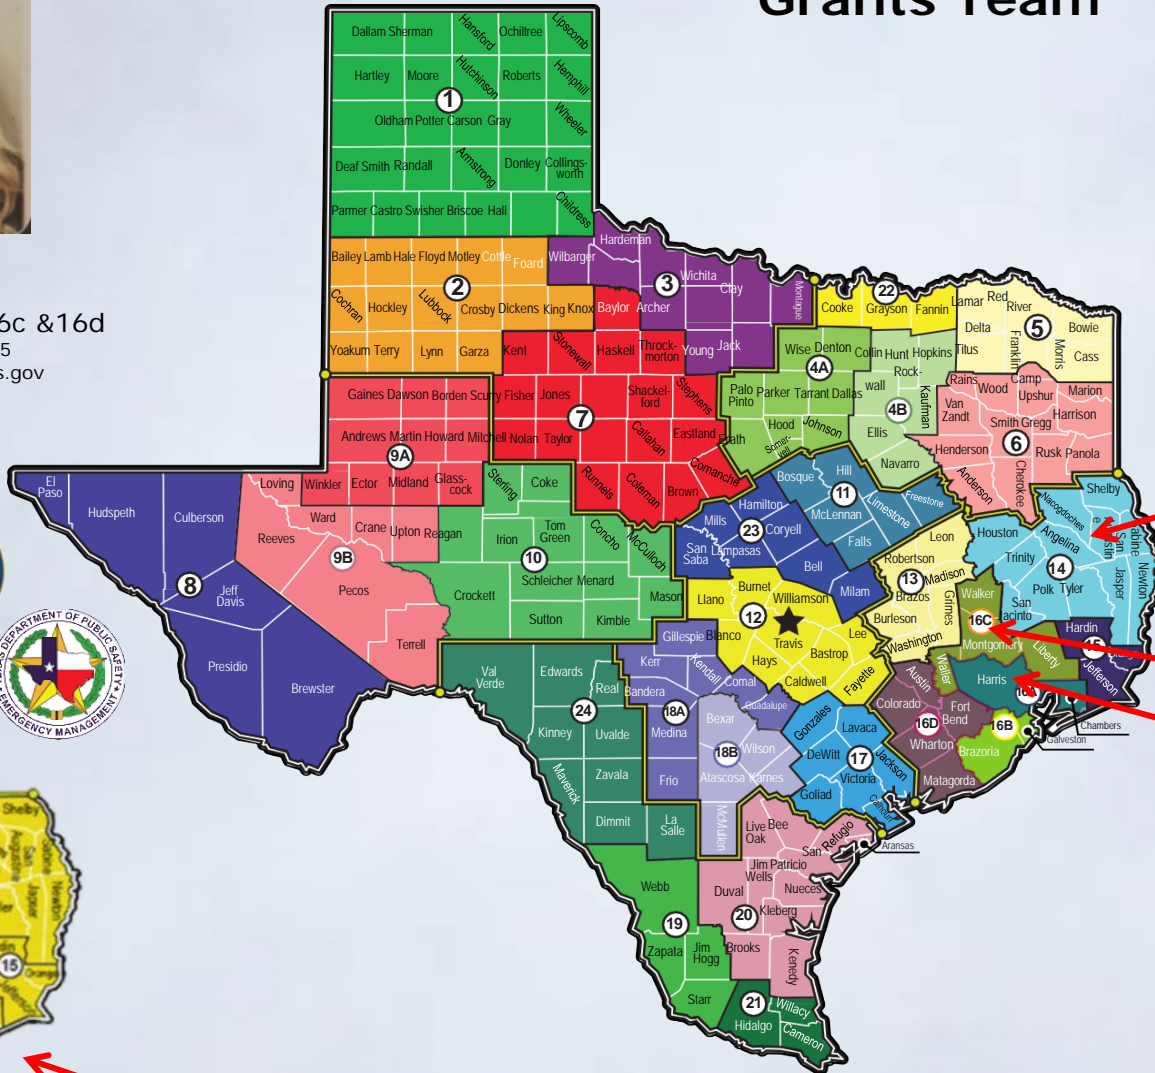 Grants Team
6c &16d
5
s.gov
Dallam Sherman Hansford Ochiltree Lipscomb
Hartley Moore Hutchinson Roberts Hemphill
1
Oldham Potter Carson Gray Wheeler
Deaf Smith Randall Armstrong Donley Collings-
worth
Parmer Castro Swisher Briscoe Hall Childress
Bailey Lamb Hale Floyd Motley Cottle Foard
2
Cochran Hockley Lubbock Crosby Dickens King Knox
Yoakum Terry Lynn Garza
Hardeman
Wilbarger
3
Wichita
Clay
Montague
Archer
Young Jack
Baylor
Kent Stonewall Haskell Throck-
morton
Fisher Jones Shackel-
ford Stephens
7
Nolan Taylor Callahan Eastland
Runnels Coleman Brown Comanche
22
Cooke Grayson Fannin
Lamar Red
River
5
Delta Bowie
Titus Franklin Morris Cass
Wise Denton
4A
Palo
Pinto Parker Tarrant Dallas
Hood Johnson
Erath Somer-
vell
Collin Hunt Hopkins
Rock-
wall
4B
Kaufman
Ellis
Navarro
Rains Wood Camp
Upshur Marion
Van
Zandt Smith Gregg Harrison
6
Henderson Rusk Panola
Anderson Cherokee
Gaines Dawson Borden Scurry
Andrews Martin Howard Mitchell
9A
Winkler Ector Midland Glass-
cock
Loving
Ward
Reeves Crane Upton Reagan
9B
Pecos
Terrell
El
Paso
Hudspeth
Culberson
8
Jeff
Davis
Presidio
Brewster
Sterling Coke
Irion Tom
Green Concho McCulloch
10
Schleicher Menard
Crockett Mason
Sutton Kimble
Bosque Hill
11
McLennan Limestone Freestone
Falls
Hamilton
Mills 23 Coryell
San
Saba Lampasas
Bell
Milam
Burnet
Llano Williamson
12
Blanco Travis Lee
Hays Bastrop
Caldwell Fayette
Leon
Robertson
13 Madison
Brazos
Burleson Grimes
Washington
Shelby
Nacogdoches
Houston Angelina
San
Sabine
Trinity 14
Polk Tyler Jasper Newton
San
Jacinto
Walker
16C
Montgomery Liberty
Waller
Hardin
15
Jefferson
Harris
16A
Chambers
Galveston
16B
Brazoria
Austin
Colorado Fort
Bend
16D
Wharton
Matagorda
Gillespie
Kerr Kendall
Bandera Comal
18A Guadalupe
Medina
Frio
Bexar
18B Wilson
Atascosa Karnes
McMullen
Gonzales
Lavaca
DeWitt
17 Jackson
Victoria
Goliad Calhoun
Val
Verde Edwards
Real
24
Kinney Uvalde
Maverick Zavala
Dimmit La
Salle
Live
Oak Bee
Refugio
San
Patricio
Aransas
Jim
Wells
Duval Nueces
20 Kleberg
Brooks Kenedy
Webb
19
Zapata Jim
Hogg
Starr
21 Willacy
Hidalgo Cameron
TEXAS DEPARTMENT OF PUBLIC SAFETY
EMERGENCY MANAGEMENT
Shelby
Sabine
San
Augustine
Jasper
Newton
15
Orange
Jefferson